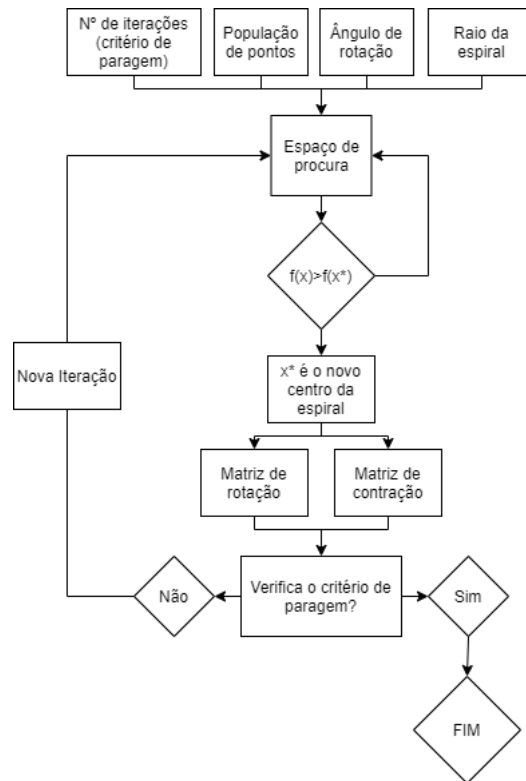 Nº de iterações
(critério de
paragem)
População
de pontos
Ângulo de
rotação
Raio da
espiral
Espaço de
procura
f(x)>f(x*)
x* é o novo
centro da
espiral
Nova Iteração
Matriz de
rotação
Matriz de
contração
Não
Verifica o critério de
paragem?
Sim
FIM